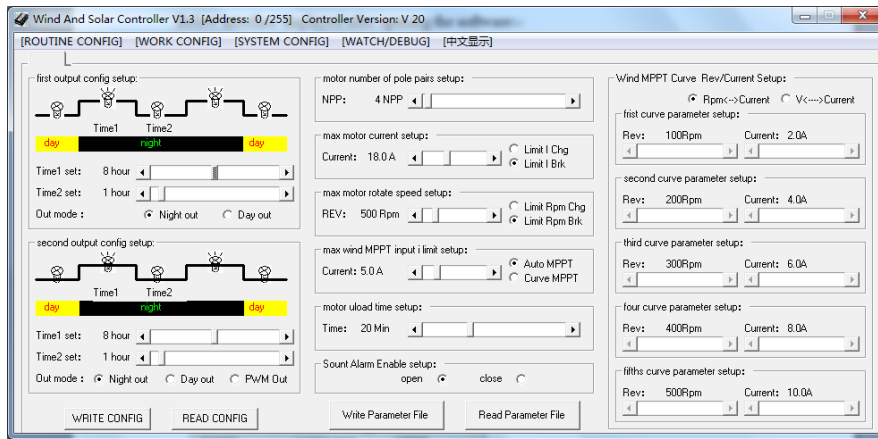 Wind And Solar Controller V1.3 [Address: 0 /255] Controller Version: V 20
[ROUTINE CONFIG] [WORK CONFIG] [SYSTEM CONFIG] [WATCH/DEBUG] [中文显示]
first output config setup:
Time1 Time2
day night day
Time1 set: 8 hour
Time2 set: 1 hour
Out mode : Night out Day out
second output config setup:
Time1 Time2
day night day
Time1 set: 8 hour
Time2 set: 1 hour
Out mode : Night out Day out PWM Out
WRITE CONFIG READ CONFIG
motor number of pole pairs setup:
NPP: 4 NPP
max motor current setup:
Current: 18.0 A Limit I Chg
Limit I Brk
max motor rotate speed setup:
REV: 500 Rpm Limit Rpm Chg
Limit Rpm Brk
max wind MPPT input i limit setup:
Current: 5.0 A Auto MPPT
Curve MPPT
motor uload time setup:
Time: 20 Min
Sount Alarm Enable setup:
open close
Write Parameter File Read Parameter File
Wind MPPT Curve Rev/Current Setup:
Rpm<-->Current V<---->Current
frist curve parameter setup:
Rev: 100Rpm Current: 2.0A
second curve parameter setup:
Rev: 200Rpm Current: 4.0A
third curve parameter setup:
Rev: 300Rpm Current: 6.0A
four curve parameter setup:
Rev: 400Rpm Current: 8.0A
fifths curve parameter setup:
Rev: 500Rpm Current: 10.0A